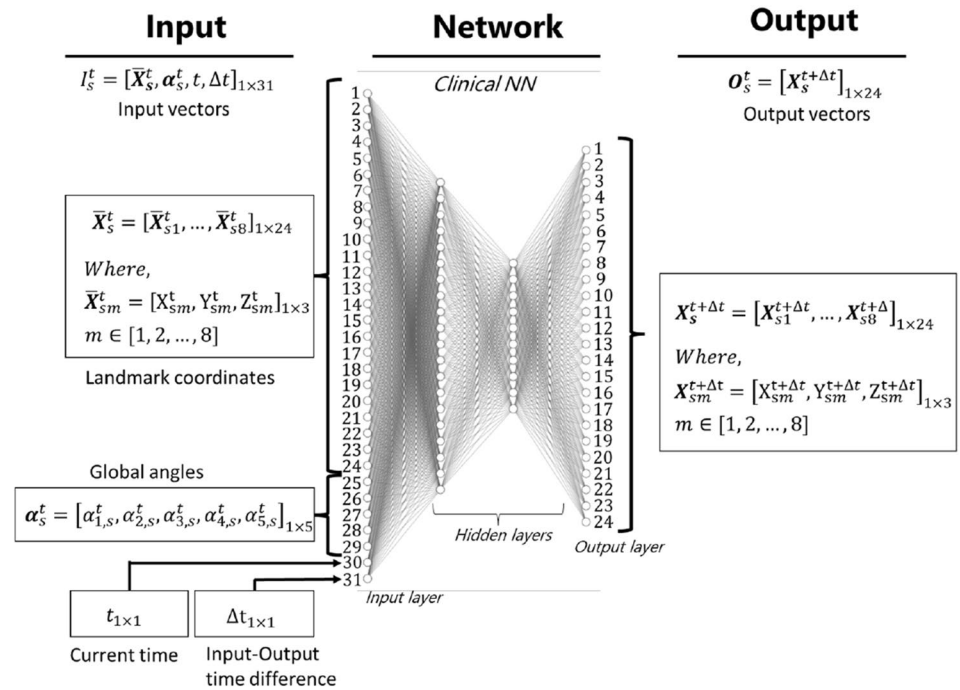 Input
I_s^t = [X̄_s^t, α_s^t, t, Δt]_{1×31}
Input vectors
X̄_s^t = [X̄_{s1}^t, ..., X̄_{s8}^t]_{1×24}
Where,
X̄_{sm}^t = [X_{sm}^t, Y_{sm}^t, Z_{sm}^t]_{1×3}
m ∈ [1, 2, ..., 8]
Landmark coordinates
Global angles
α_s^t = [α_{1,s}^t, α_{2,s}^t, α_{3,s}^t, α_{4,s}^t, α_{5,s}^t]_{1×5}
t_{1×1}
Current time
Δt_{1×1}
Input-Output
time difference
Network
Clinical NN
1
2
3
4
5
6
7
8
9
10
11
12
13
14
15
16
17
18
19
20
21
22
23
24
25
26
27
28
29
30
31
Input layer
Hidden layers
1
2
3
4
5
6
7
8
9
10
11
12
13
14
15
16
17
18
19
20
21
22
23
24
Output layer
Output
O_s^t = [X_s^{t+Δt}]_{1×24}
Output vectors
X_s^{t+Δt} = [X_{s1}^{t+Δt}, ..., X_{s8}^{t+Δ}]_{1×24}
Where,
X_{sm}^{t+Δt} = [X_{sm}^{t+Δt}, Y_{sm}^{t+Δt}, Z_{sm}^{t+Δt}]_{1×3}
m ∈ [1, 2, ..., 8]